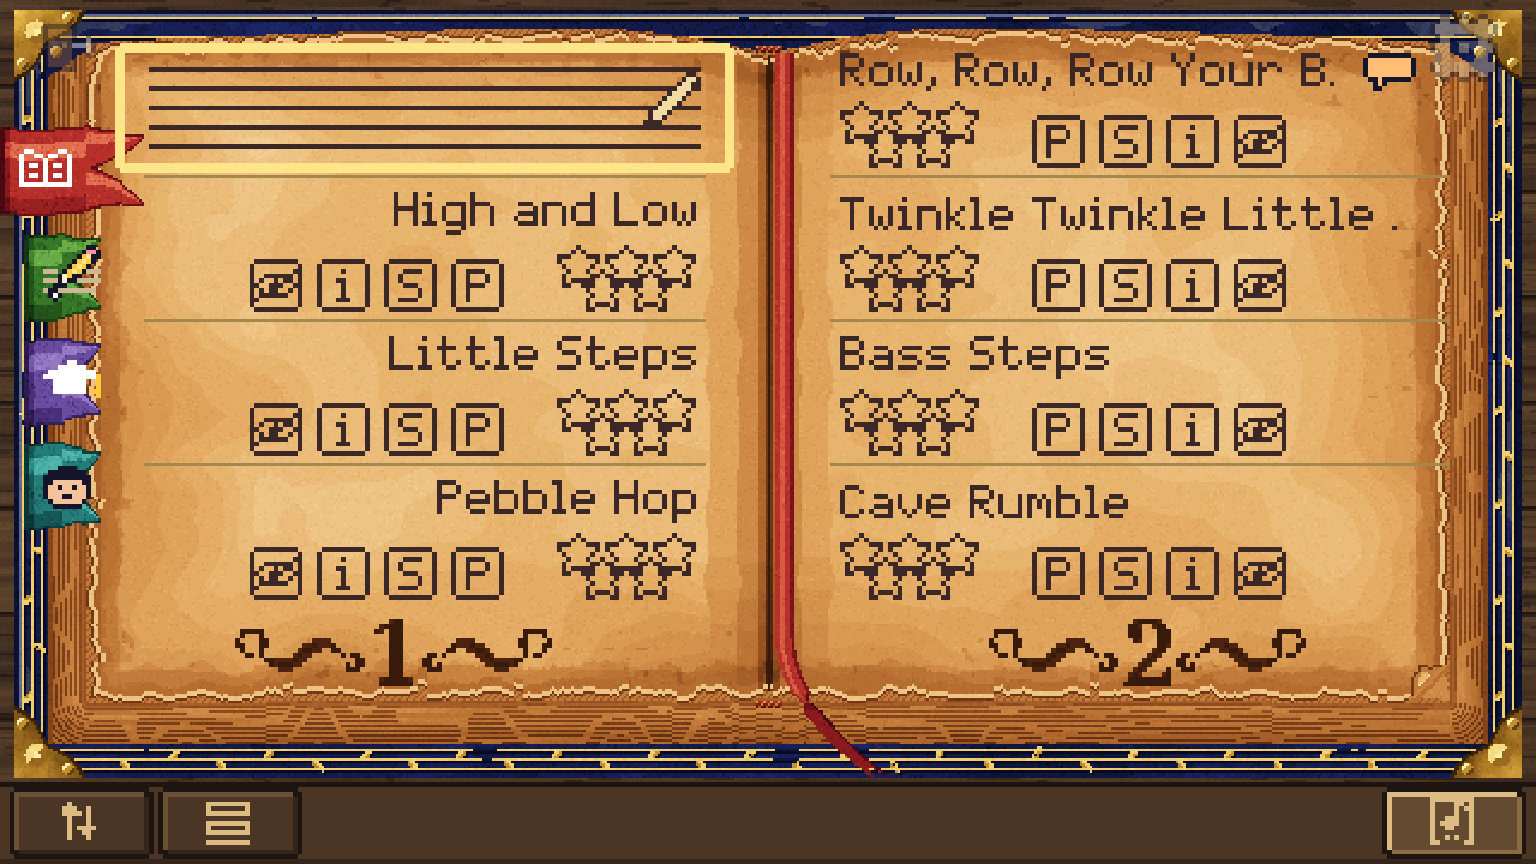 High and Low
i S P
Little Steps
i S P
Pebble Hop
i S P
1
Row, Row, Row Your B.
P S i
Twinkle Twinkle Little .
P S i
Bass Steps
P S i
Cave Rumble
P S i
2